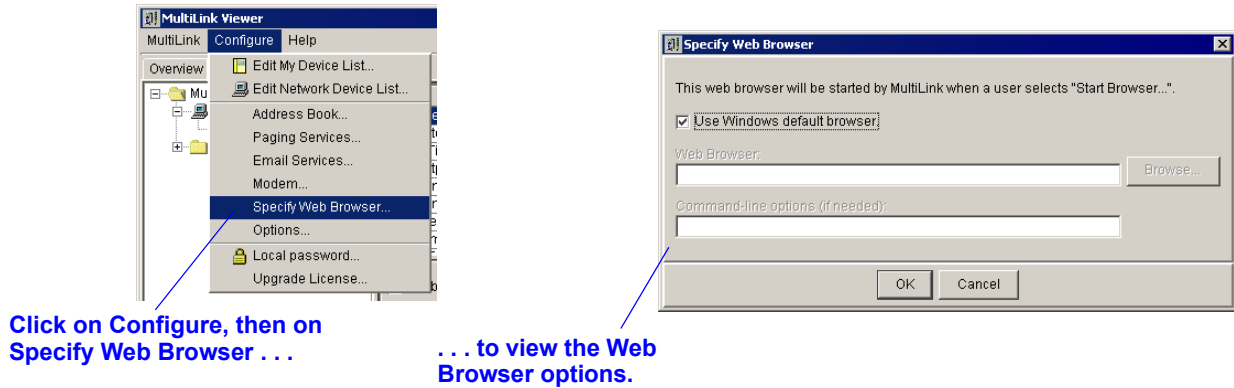 MultiLink Viewer
MultiLink Configure Help
Overview
Edit My Device List...
Mu
Edit Network Device List...
Address Book...
Paging Services...
Email Services...
Modem...
Specify Web Browser...
Options...
Local password...
Upgrade License...
Click on Configure, then on
Specify Web Browser . . .
Specify Web Browser
This web browser will be started by MultiLink when a user selects "Start Browser...".
Use Windows default browser
Web Browser:
Browse...
Command-line options (if needed):
OK Cancel
. . . to view the Web
Browser options.